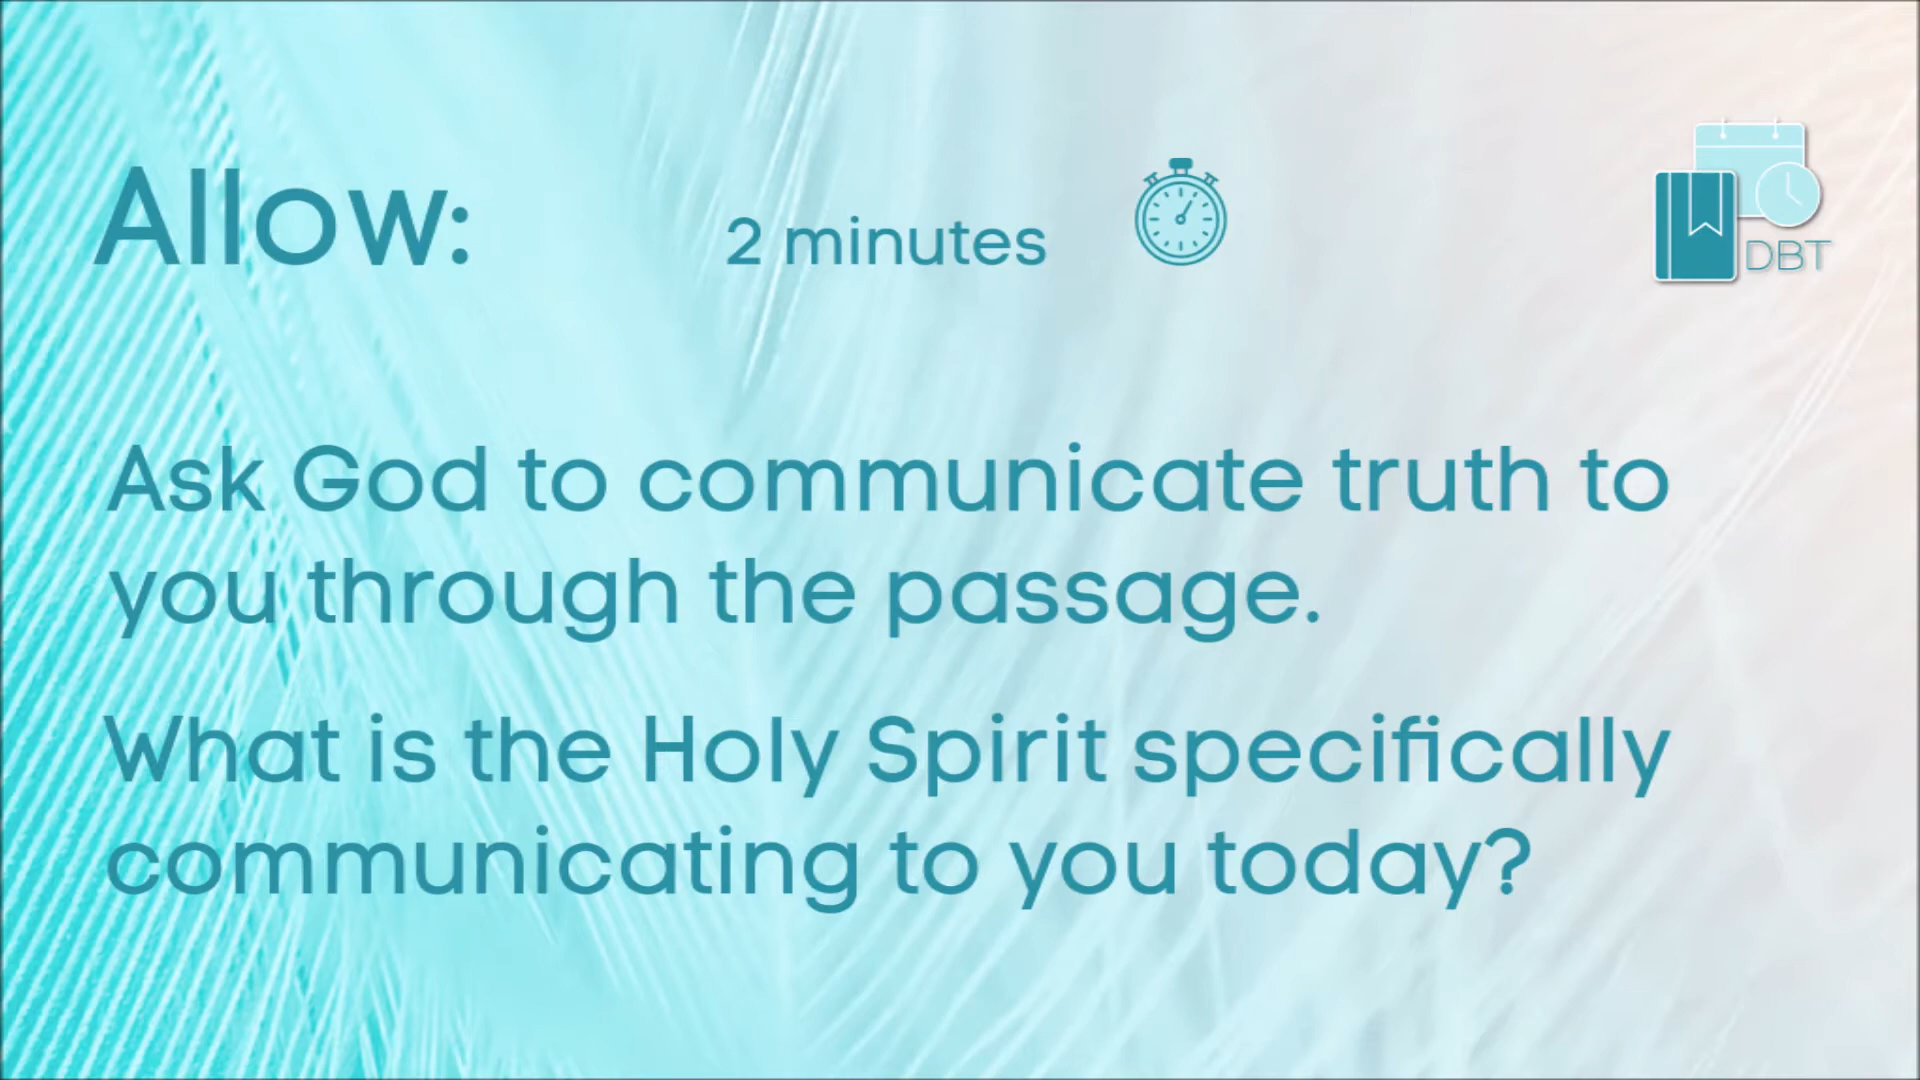 Allow:
2 minutes
DBT
Ask God to communicate truth to
you through the passage.
What is the Holy Spirit specifically
communicating to you today?